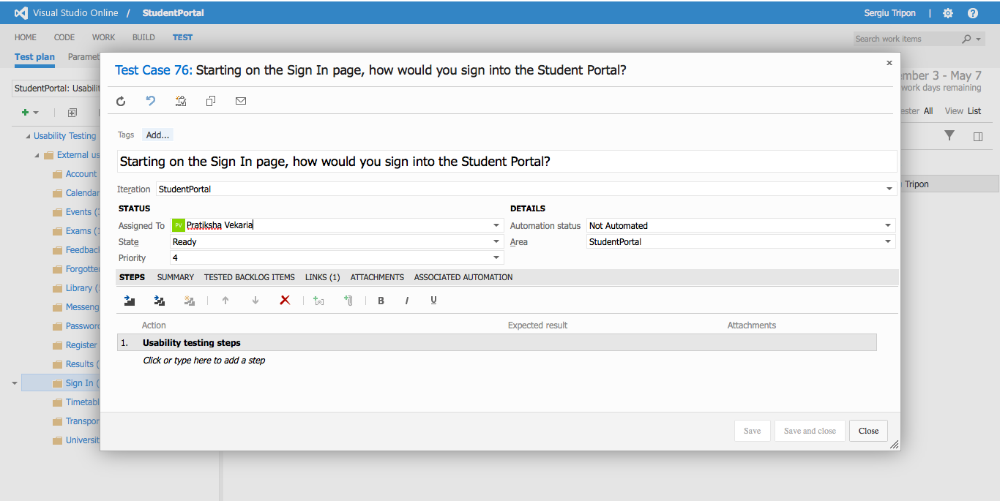 Visual Studio Online / StudentPortal
Sergiu Tripon |
HOME CODE WORK BUILD TEST
Search work items
Test plan Paramet
StudentPortal: Usabilit
mber 3 - May 7
work days remaining
ester All View List
Usability Testing
External us
Account
Calendar
Events (
Exams (
Feedbac
Forgotte
Library (
Messeng
Passwor
Register
Results (
Sign In (
Timetabl
Transpor
Universit
Tripon
Test Case 76: Starting on the Sign In page, how would you sign into the Student Portal?
Tags Add...
Starting on the Sign In page, how would you sign into the Student Portal?
Iteration StudentPortal
STATUS
Assigned To PV Pratiksha Vekaria
State Ready
Priority 4
DETAILS
Automation status Not Automated
Area StudentPortal
STEPS SUMMARY TESTED BACKLOG ITEMS LINKS (1) ATTACHMENTS ASSOCIATED AUTOMATION
B I U
Action Expected result Attachments
1. Usability testing steps
Click or type here to add a step
Save Save and close Close